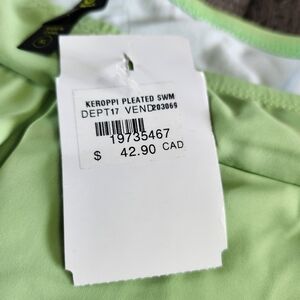 KEROPPI PLEATED SWM
DEPT17 VEND203069
19735467
$ 42.90 CAD